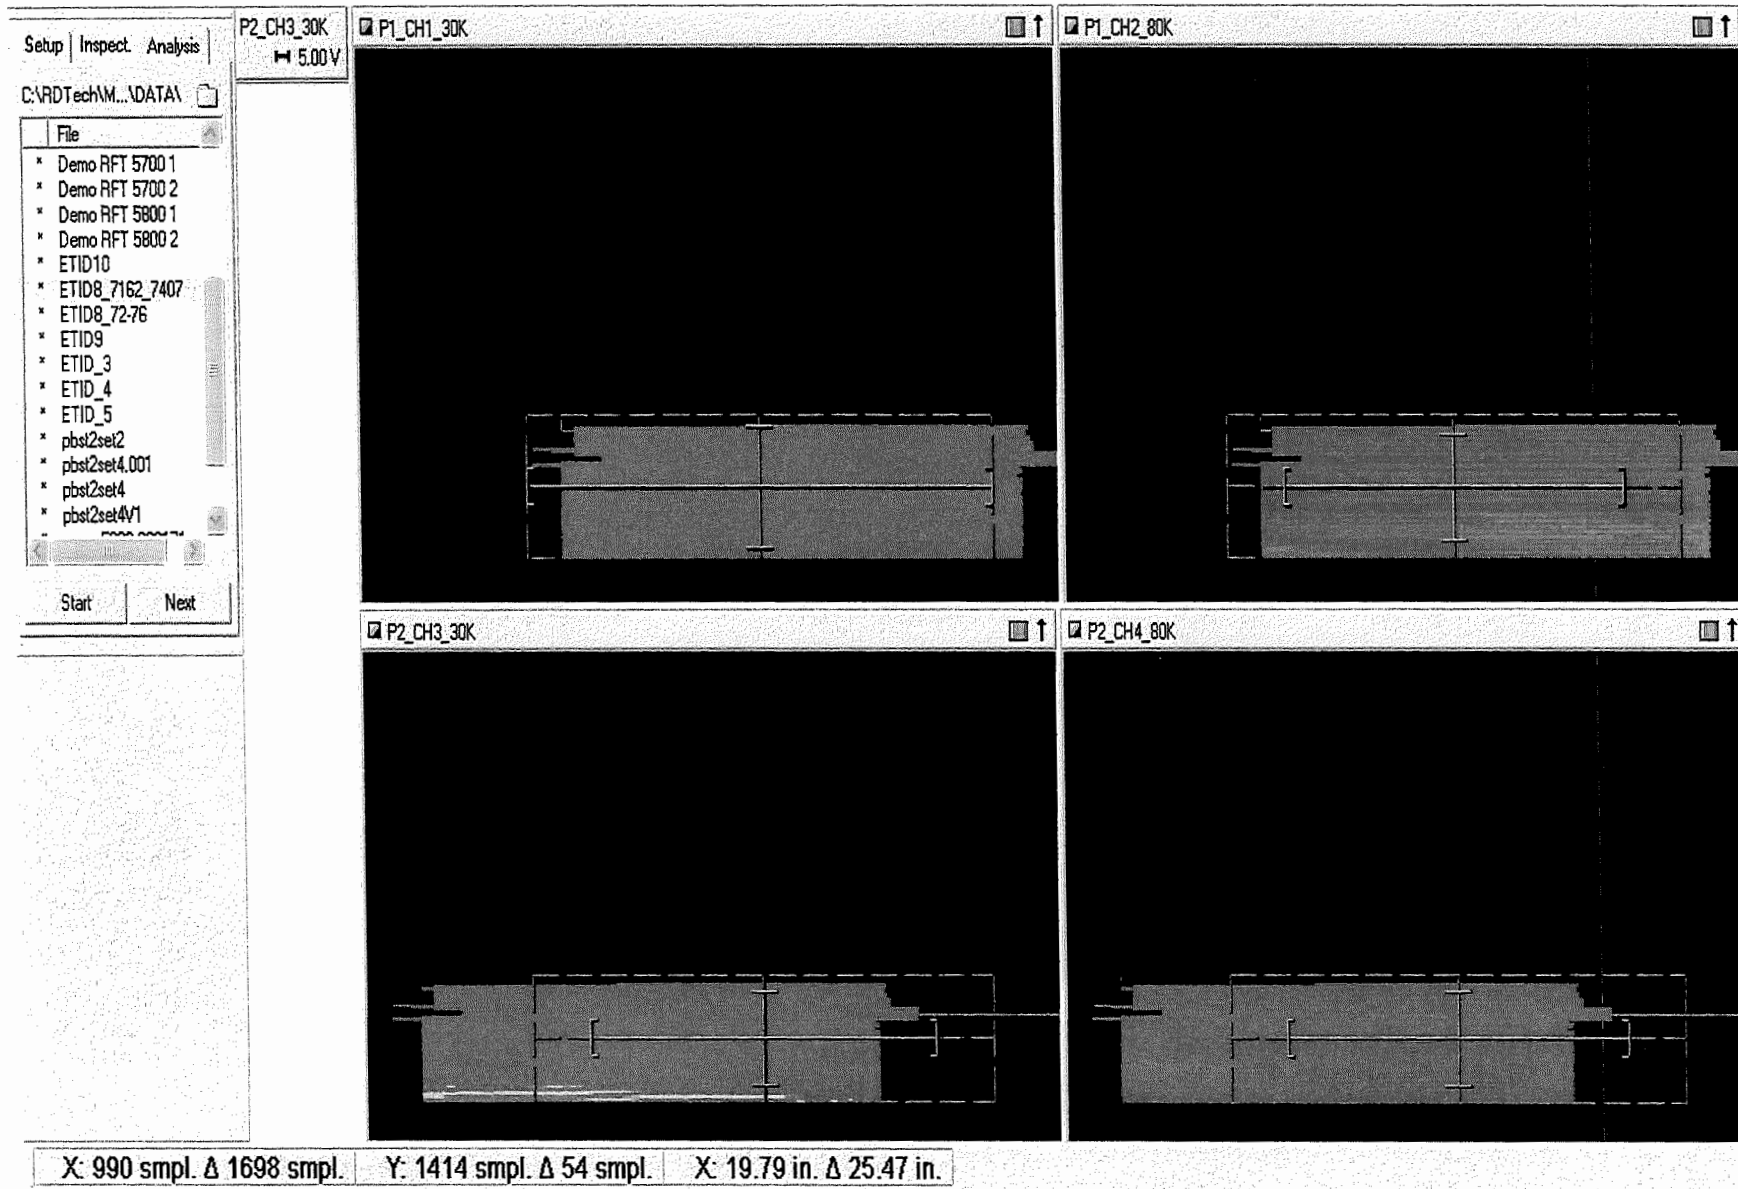 Setup Inspect. Analysis
C:\RDTech\M...\DATA\
File
× Demo RFT 5700 1
× Demo RFT 5700 2
× Demo RFT 5800 1
× Demo RFT 5800 2
× ETID10
× ETID8_7162_7407
× ETID8_72-76
× ETID9
× ETID_3
× ETID_4
× ETID_5
× pbst2set2
× pbst2set4.001
× pbst2set4
× pbst2set4V1
Start Next
P2_CH3_30K
5.00 V
P1_CH1_30K
P1_CH2_80K
P2_CH3_30K
P2_CH4_80K
X: 990 smpl. Δ 1698 smpl. Y: 1414 smpl. Δ 54 smpl. X: 19.79 in. Δ 25.47 in.